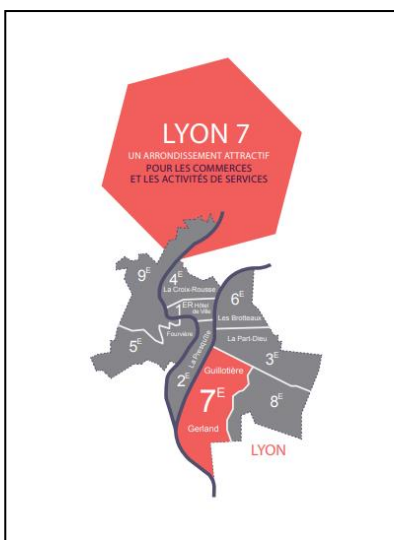 LYON 7
UN ARRONDISSEMENT ATTRACTIF
POUR LES COMMERCES
ET LES ACTIVITÉS DE SERVICES
9E
4E
La Croix-Rousse
1ER Hôtel de Ville
6E
Les Brotteaux
5E
Fourvière
La Presqu'île
La Part-Dieu
3E
2E
Guillotière
7E
8E
Gerland
LYON